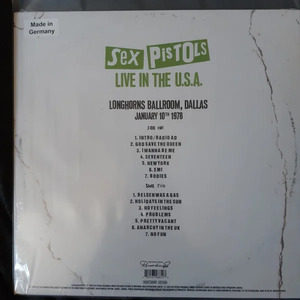 Made in
Germany
SEX PISTOLS
LIVE IN THE U.S.A.
LONGHORNS BALLROOM, DALLAS
JANUARY 10TH 1978
1. INTRO/RADIO AD
2. GOD SAVE THE QUEEN
3. I WANNA BE ME
4. SEVENTEEN
5. NEW YORK
6. EMI
7. BODIES
1. BELSEN WAS A GAS
2. HOLIDAYS IN THE SUN
3. NO FEELINGS
4. PROBLEMS
5. PRETTY VACANT
6. ANARCHY IN THE UK
7. NO FUN